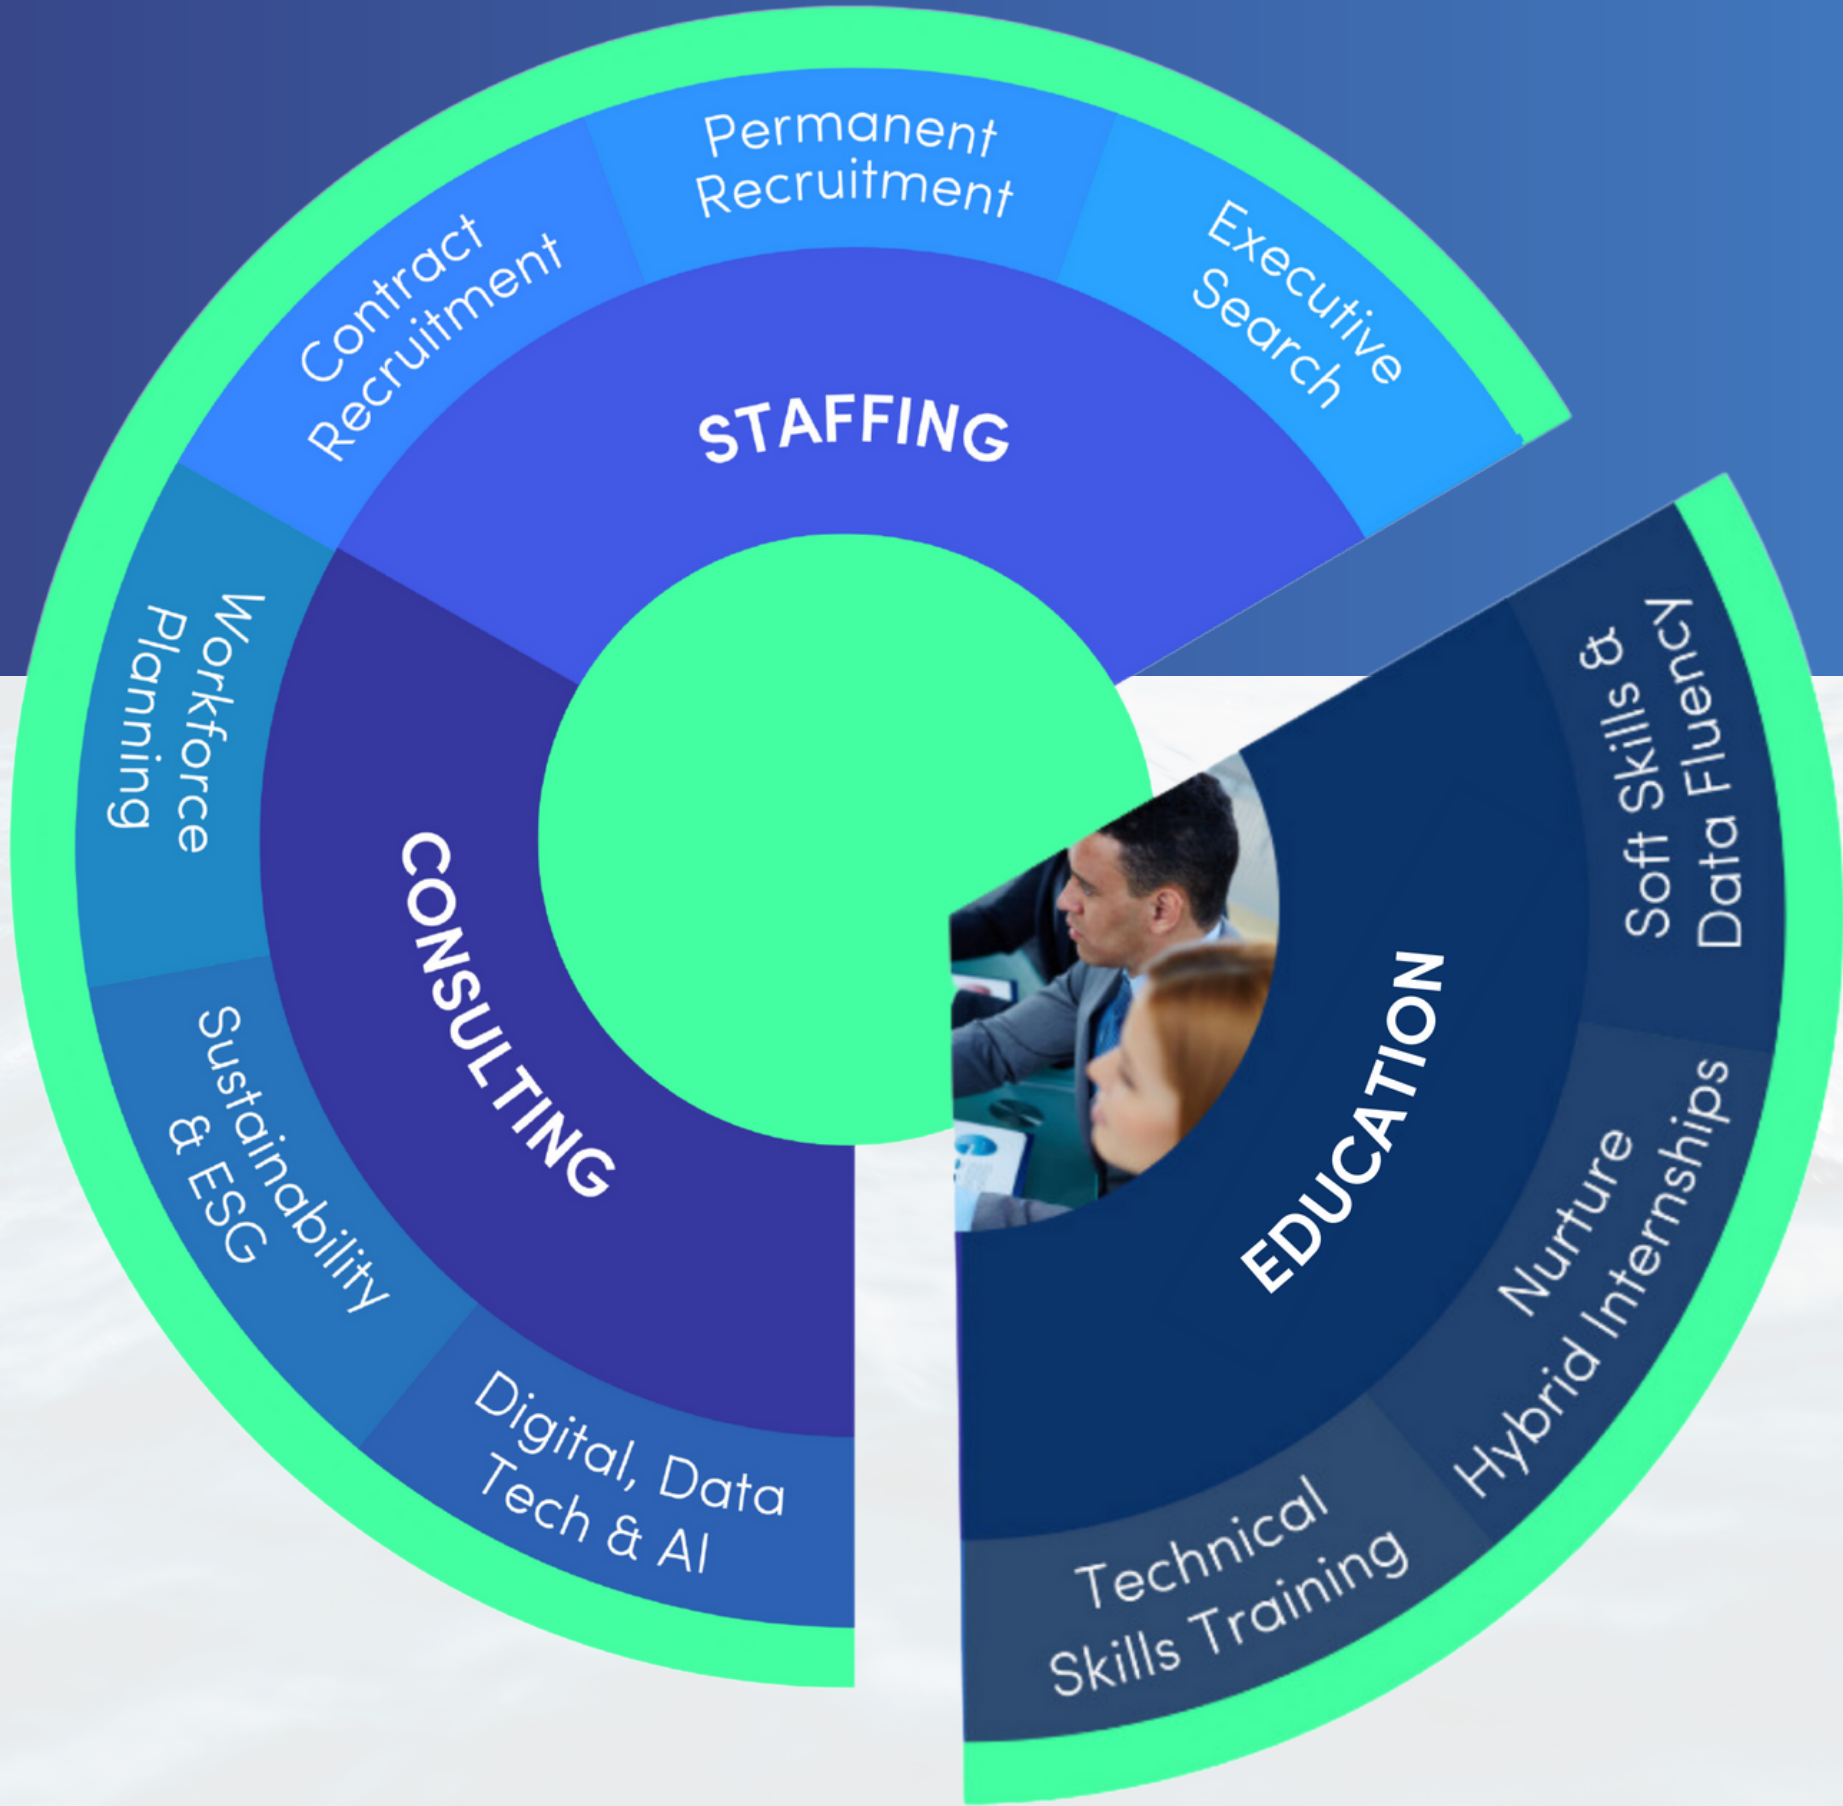 STAFFING
Contract
Recruitment
Permanent
Recruitment
Executive
Search
CONSULTING
Workforce
Planning
Sustainability
& ESG
Digital, Data
Tech & AI
EDUCATION
Soft Skills &
Data Fluency
Nurture
Hybrid Internships
Technical
Skills Training